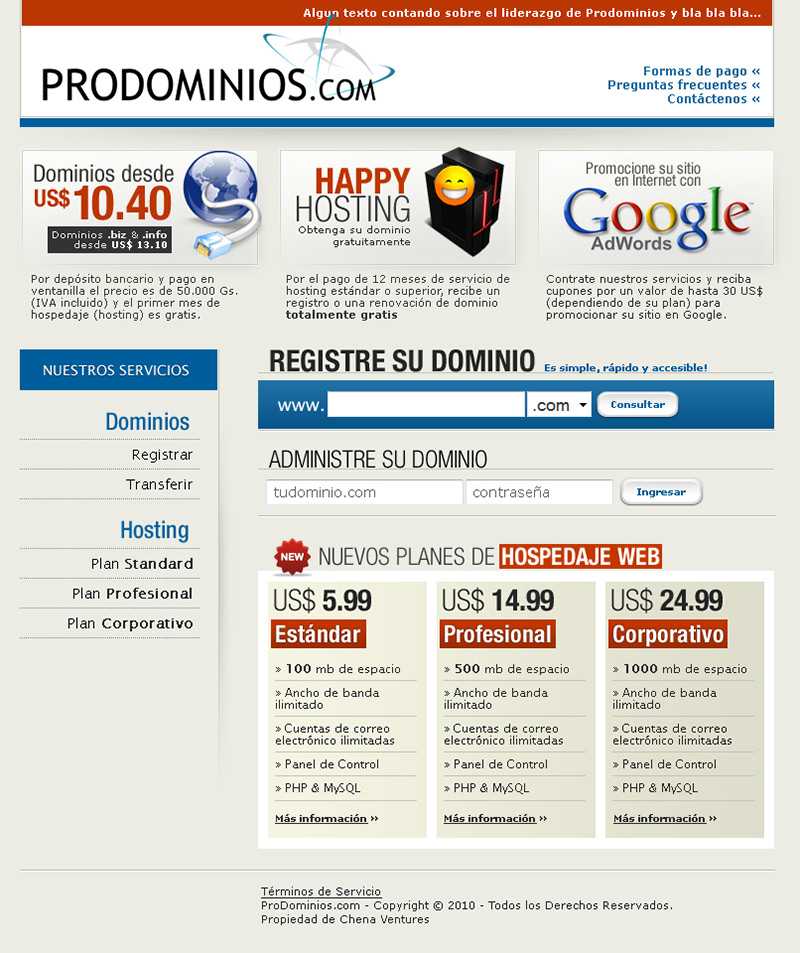 Algun texto contando sobre el liderazgo de Prodominios y bla bla bla...
PRODOMINIOS.COM
Formas de pago «
Preguntas frecuentes «
Contáctenos «
Dominios desde
US$ 10.40
Dominios .biz & .info
desde US$ 13.10
HAPPY
HOSTING
Obtenga su dominio
gratuitamente
Promocione su sitio
en Internet con
Google™
AdWords
Por depósito bancario y pago en
ventanilla el precio es de 50.000 Gs.
(IVA incluido) y el primer mes de
hospedaje (hosting) es gratis.
Por el pago de 12 meses de servicio de
hosting estándar o superior, recibe un
registro o una renovación de dominio
totalmente gratis
Contrate nuestros servicios y reciba
cupones por un valor de hasta 30 US$
(dependiendo de su plan) para
promocionar su sitio en Google.
NUESTROS SERVICIOS
Dominios
Registrar
Transferir
Hosting
Plan Standard
Plan Profesional
Plan Corporativo
REGISTRE SU DOMINIO Es simple, rápido y accesible!
www. .com Consultar
ADMINISTRE SU DOMINIO
tudominio.com contraseña Ingresar
NEW NUEVOS PLANES DE HOSPEDAJE WEB
US$ 5.99
Estándar
» 100 mb de espacio
» Ancho de banda
ilimitado
» Cuentas de correo
electrónico ilimitadas
» Panel de Control
» PHP & MySQL
Más información »
US$ 14.99
Profesional
» 500 mb de espacio
» Ancho de banda
ilimitado
» Cuentas de correo
electrónico ilimitadas
» Panel de Control
» PHP & MySQL
Más información »
US$ 24.99
Corporativo
» 1000 mb de espacio
» Ancho de banda
ilimitado
» Cuentas de correo
electrónico ilimitadas
» Panel de Control
» PHP & MySQL
Más información »
Términos de Servicio
ProDominios.com - Copyright © 2010 - Todos los Derechos Reservados.
Propiedad de Chena Ventures